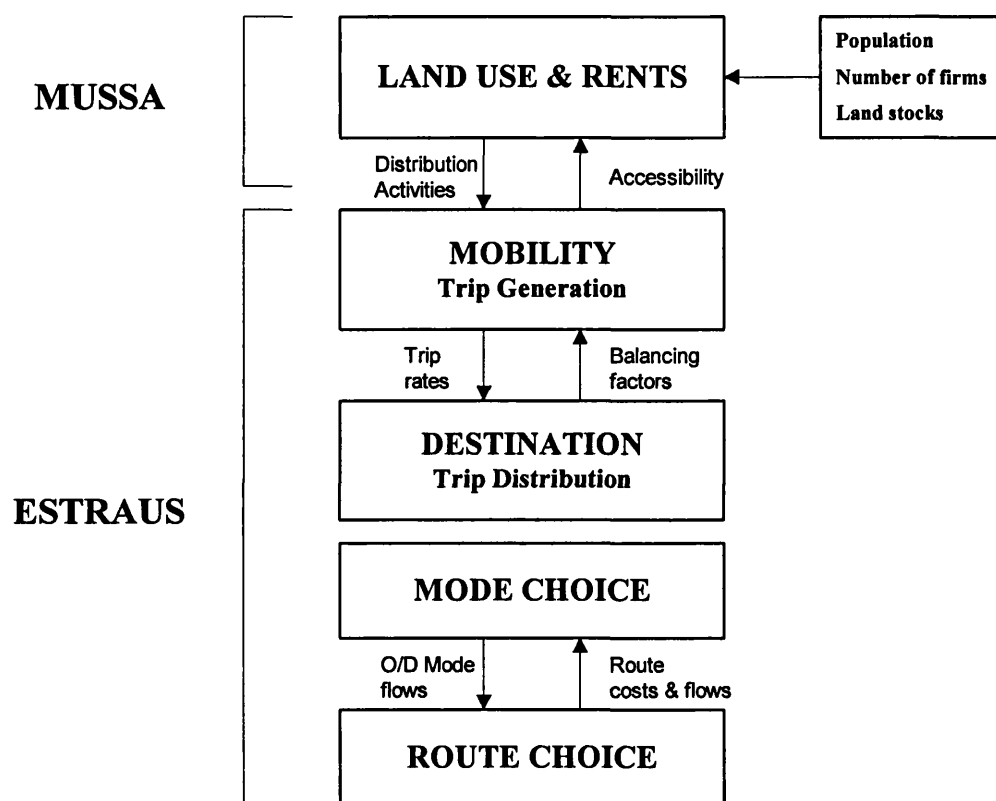 MUSSA
LAND USE & RENTS
Population
Number of firms
Land stocks
Distribution
Activities
Accessibility
MOBILITY
Trip Generation
Trip
rates
Balancing
factors
ESTRAUS
DESTINATION
Trip Distribution
MODE CHOICE
O/D Mode
flows
Route
costs & flows
ROUTE CHOICE